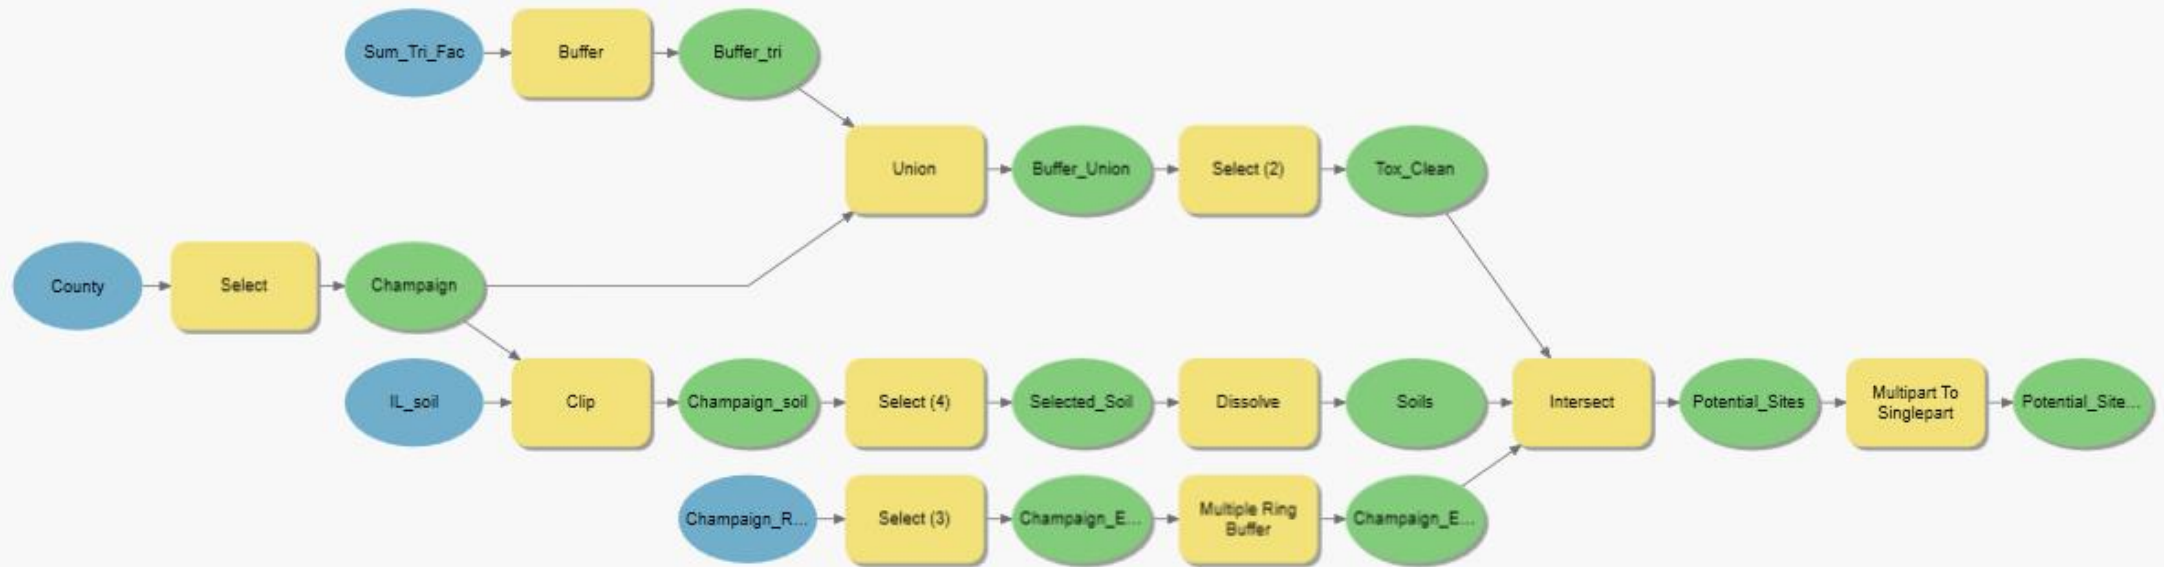 Sum_Tri_Fac
Buffer
Buffer_tri
Union
Buffer_Union
Select (2)
Tox_Clean
County
Select
Champaign
IL_soil
Clip
Champaign_soil
Select (4)
Selected_Soil
Dissolve
Soils
Intersect
Potential_Sites
Multipart To
Singlepart
Potential_Site...
Champaign_R...
Select (3)
Champaign_E...
Multiple Ring
Buffer
Champaign_E...